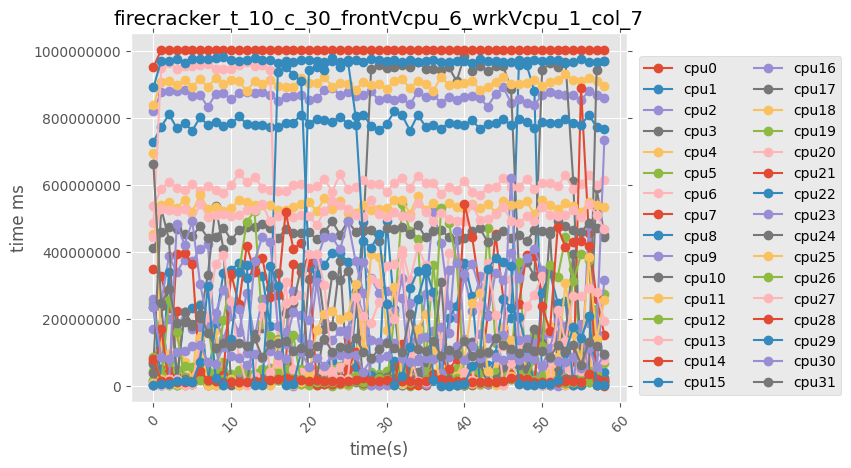 firecracker_t_10_c_30_frontVcpu_6_wrkVcpu_1_col_7
1000000000
800000000
600000000
400000000
200000000
0
time ms
0 10 20 30 40 50 60
time(s)
cpu0 cpu16
cpu1 cpu17
cpu2 cpu18
cpu3 cpu19
cpu4 cpu20
cpu5 cpu21
cpu6 cpu22
cpu7 cpu23
cpu8 cpu24
cpu9 cpu25
cpu10 cpu26
cpu11 cpu27
cpu12 cpu28
cpu13 cpu29
cpu14 cpu30
cpu15 cpu31